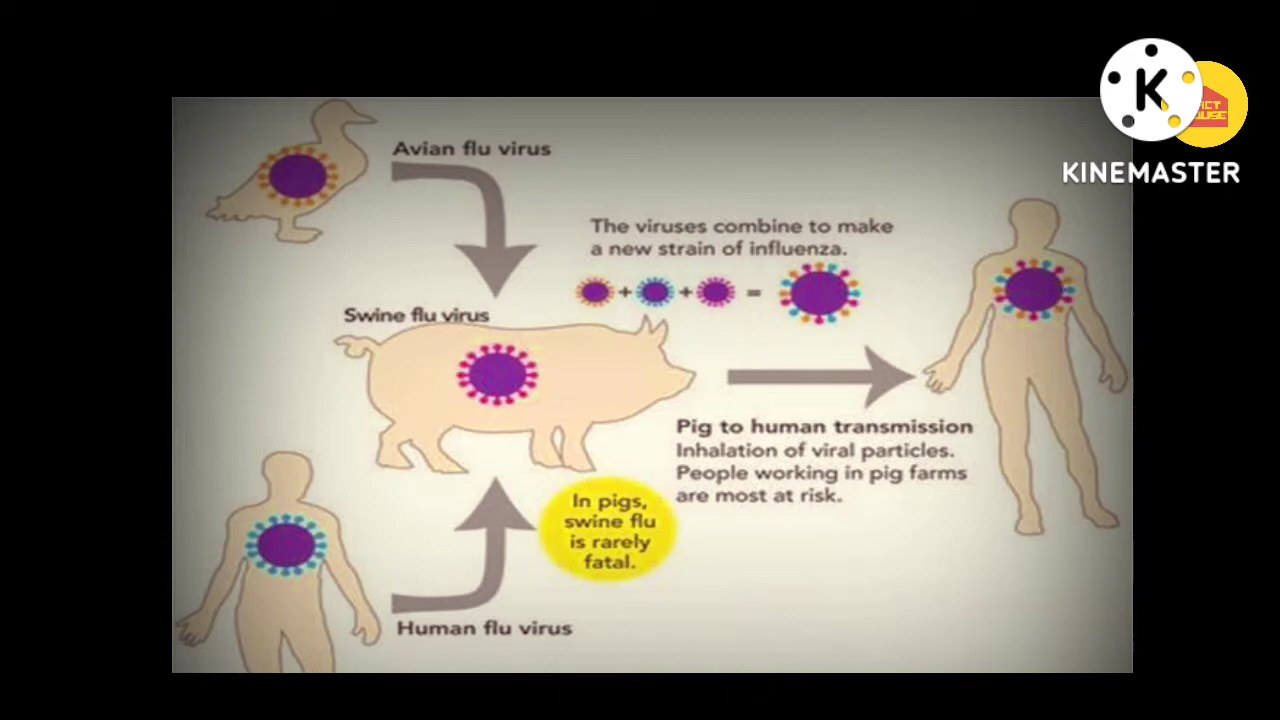 K
KINEMASTER
Avian flu virus
The viruses combine to make
a new strain of influenza.
+ + =
Swine flu virus
Pig to human transmission
Inhalation of viral particles.
People working in pig farms
are most at risk.
In pigs,
swine flu
is rarely
fatal.
Human flu virus